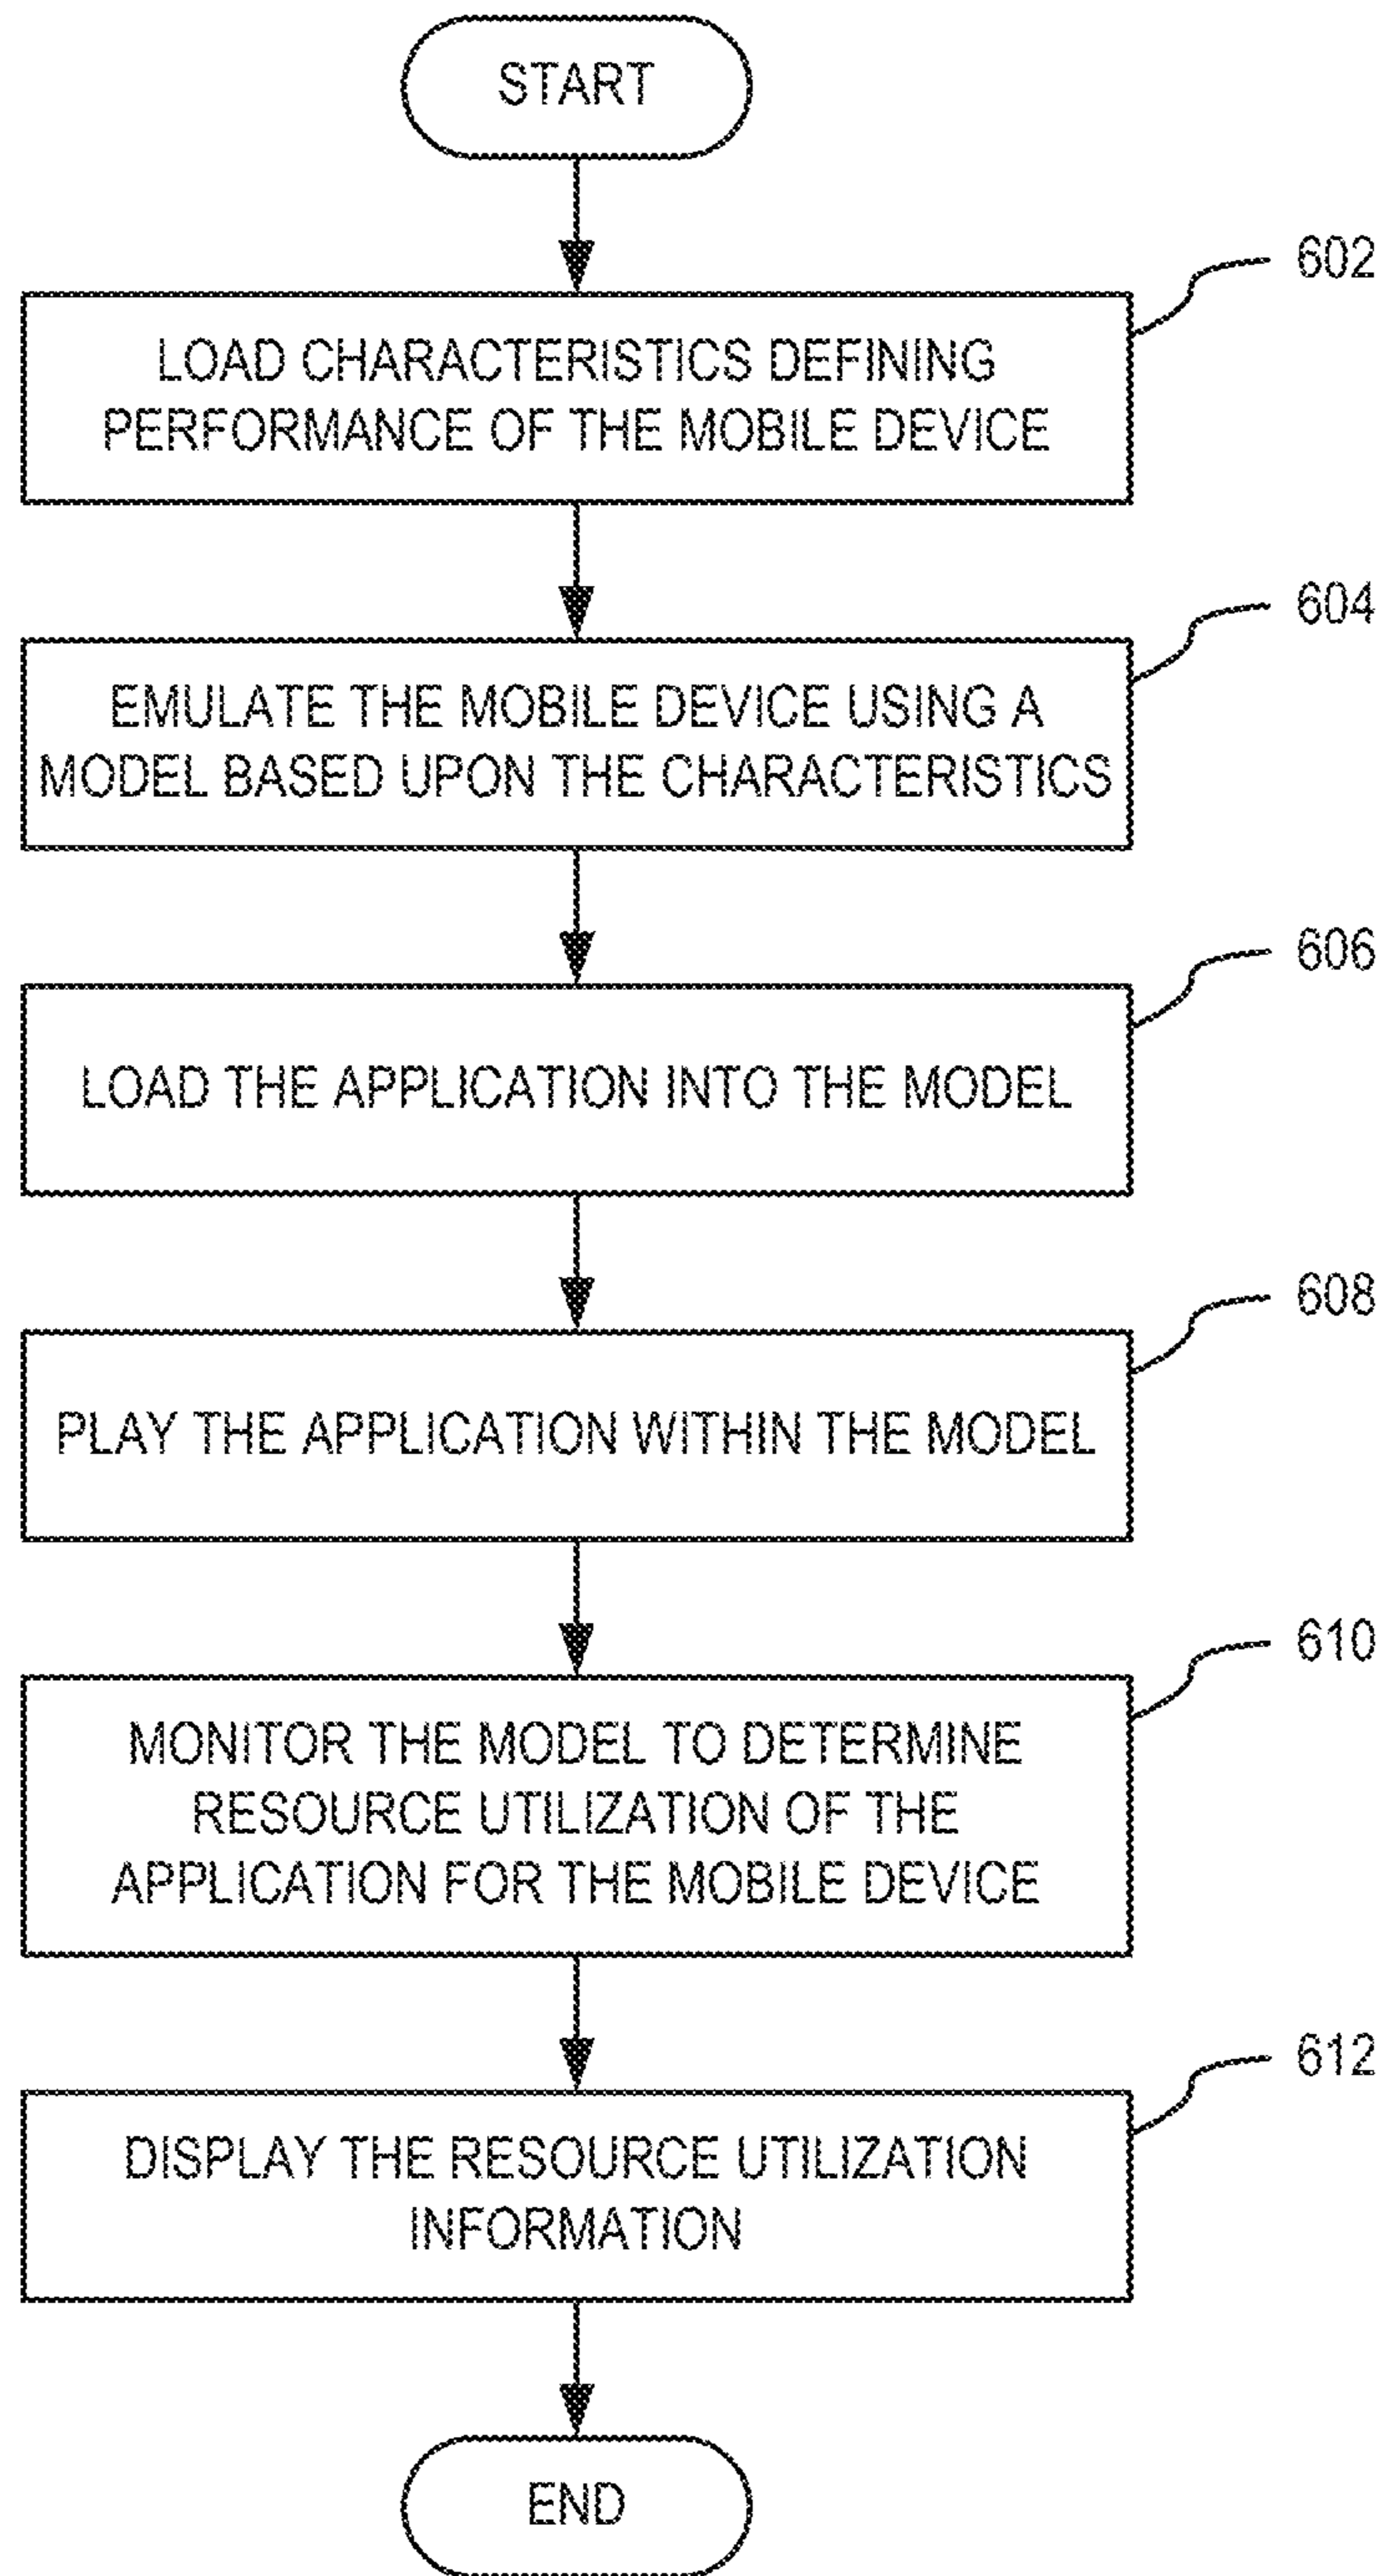 START
602
LOAD CHARACTERISTICS DEFINING
PERFORMANCE OF THE MOBILE DEVICE
604
EMULATE THE MOBILE DEVICE USING A
MODEL BASED UPON THE CHARACTERISTICS
606
LOAD THE APPLICATION INTO THE MODEL
608
PLAY THE APPLICATION WITHIN THE MODEL
610
MONITOR THE MODEL TO DETERMINE
RESOURCE UTILIZATION OF THE
APPLICATION FOR THE MOBILE DEVICE
612
DISPLAY THE RESOURCE UTILIZATION
INFORMATION
END